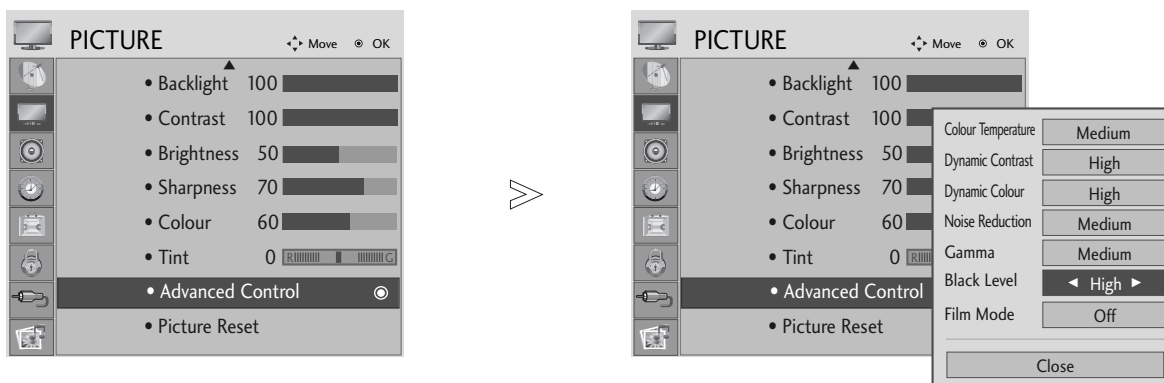 PICTURE
Move OK
• Backlight 100
• Contrast 100
• Brightness 50
• Sharpness 70
• Colour 60
• Tint 0 R G
• Advanced Control
• Picture Reset
>
PICTURE
Move OK
• Backlight 100
• Contrast 100
• Brightness 50
• Sharpness 70
• Colour 60
• Tint 0 R
• Advanced Control
• Picture Reset
Colour Temperature Medium
Dynamic Contrast High
Dynamic Colour High
Noise Reduction Medium
Gamma Medium
Black Level ◄ High ►
Film Mode Off
Close